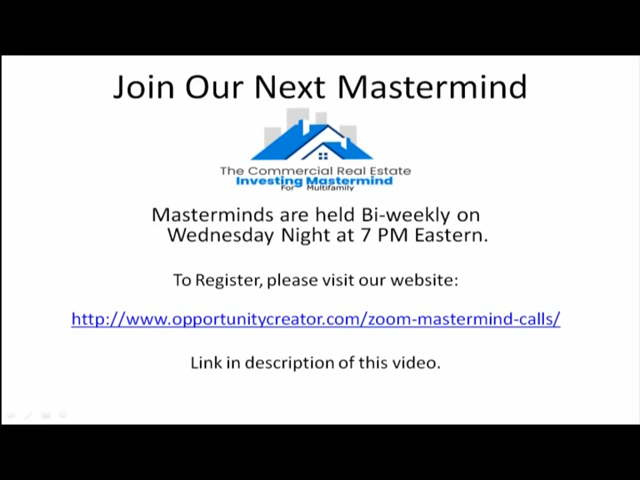 Join Our Next Mastermind
The Commercial Real Estate
Investing Mastermind
For Multifamily
Masterminds are held Bi-weekly on
Wednesday Night at 7 PM Eastern.
To Register, please visit our website:
http://www.opportunitycreator.com/zoom-mastermind-calls/
Link in description of this video.